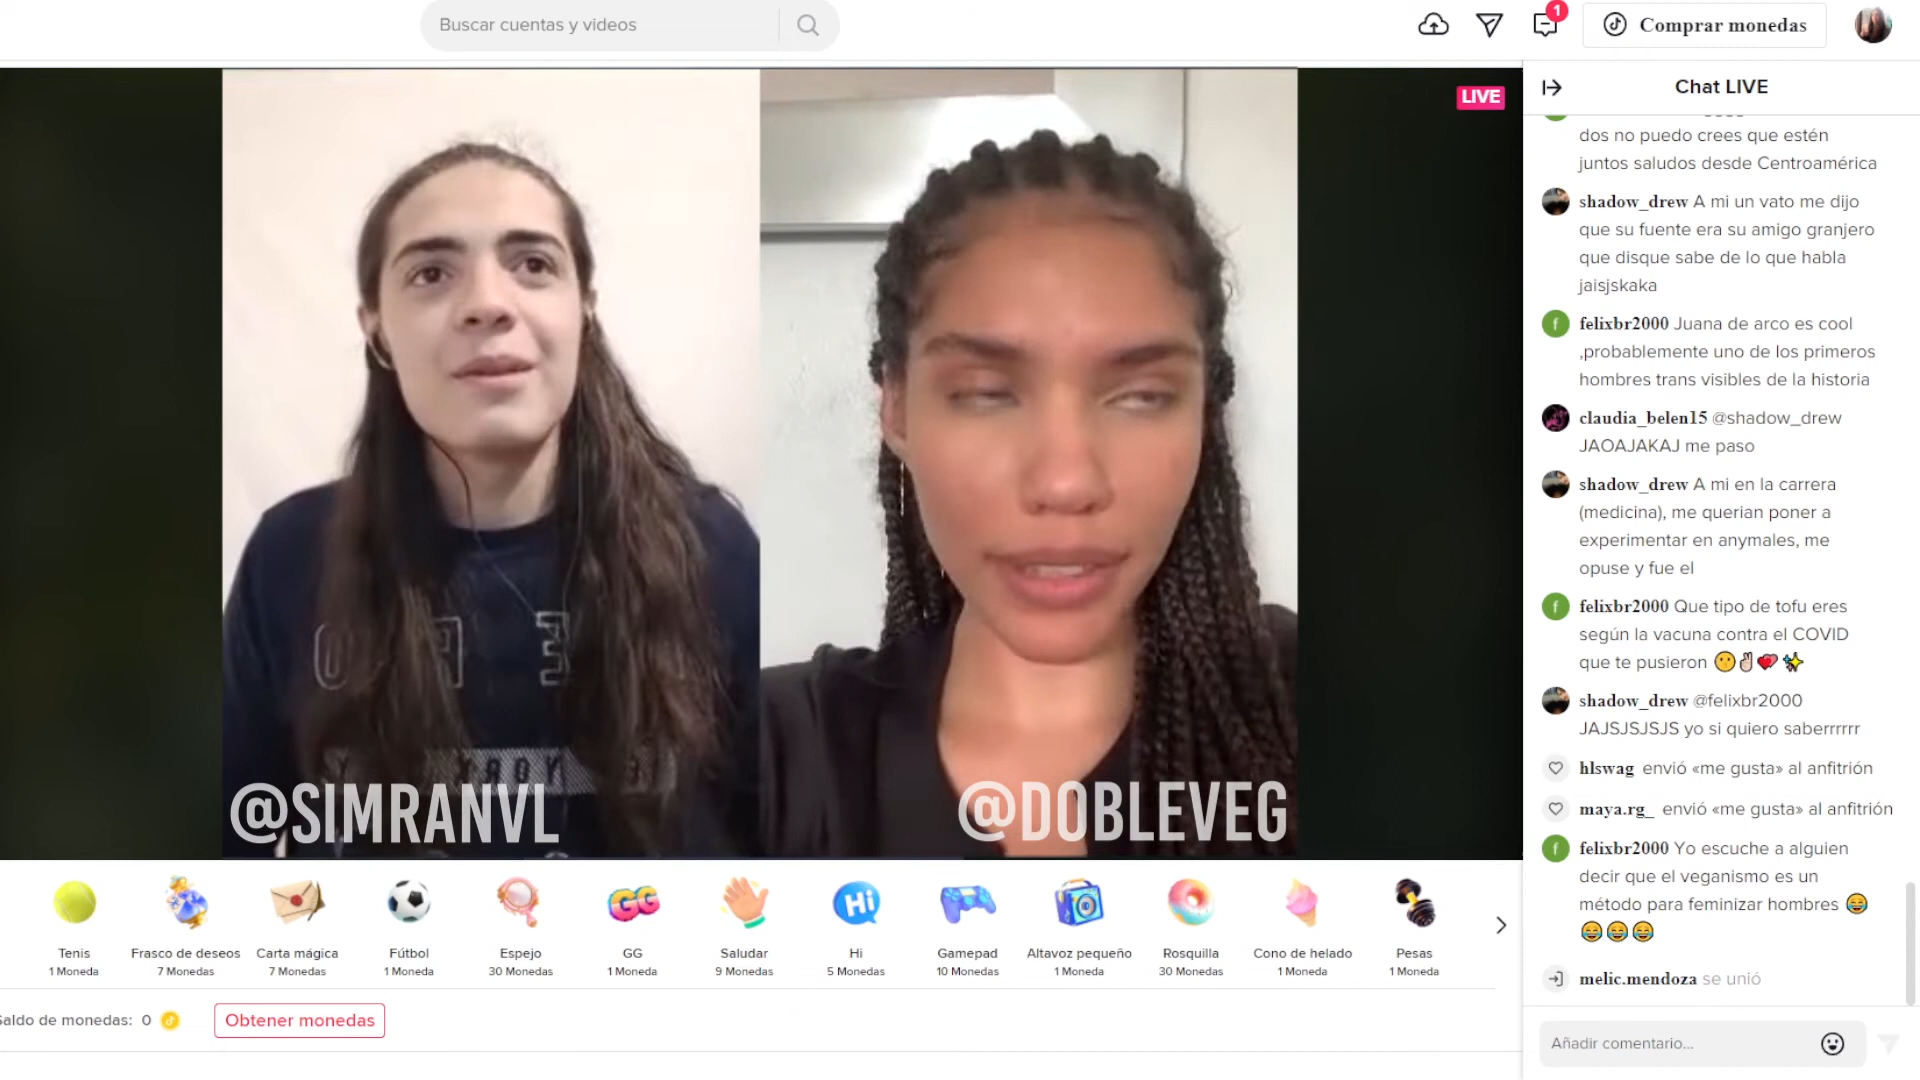 Buscar cuentas y videos
1
Comprar monedas
LIVE
@SIMRANVL
@DOBLEVEG
Chat LIVE
dos no puedo crees que estén
juntos saludos desde Centroamérica
shadow_drew A mi un vato me dijo
que su fuente era su amigo granjero
que disque sabe de lo que habla
jaisjskaka
felixbr2000 Juana de arco es cool
,probablemente uno de los primeros
hombres trans visibles de la historia
claudia_belen15 @shadow_drew
JAOAJAKAJ me paso
shadow_drew A mi en la carrera
(medicina), me querian poner a
experimentar en anymales, me
opuse y fue el
felixbr2000 Que tipo de tofu eres
según la vacuna contra el COVID
que te pusieron 😗✌🏻💕✨
shadow_drew @felixbr2000
JAJSJSJSJS yo si quiero saberrrrrr
hlswag envió «me gusta» al anfitrión
maya.rg_ envió «me gusta» al anfitrión
felixbr2000 Yo escuche a alguien
decir que el veganismo es un
método para feminizar hombres 😂
😂😂😂
melic.mendoza se unió
Añadir comentario...
GG
Hi
Tenis
1 Moneda
Frasco de deseos
7 Monedas
Carta mágica
7 Monedas
Fútbol
1 Moneda
Espejo
30 Monedas
GG
1 Moneda
Saludar
9 Monedas
Hi
5 Monedas
Gamepad
10 Monedas
Altavoz pequeño
1 Moneda
Rosquilla
30 Monedas
Cono de helado
1 Moneda
Pesas
1 Moneda
Saldo de monedas: 0
Obtener monedas